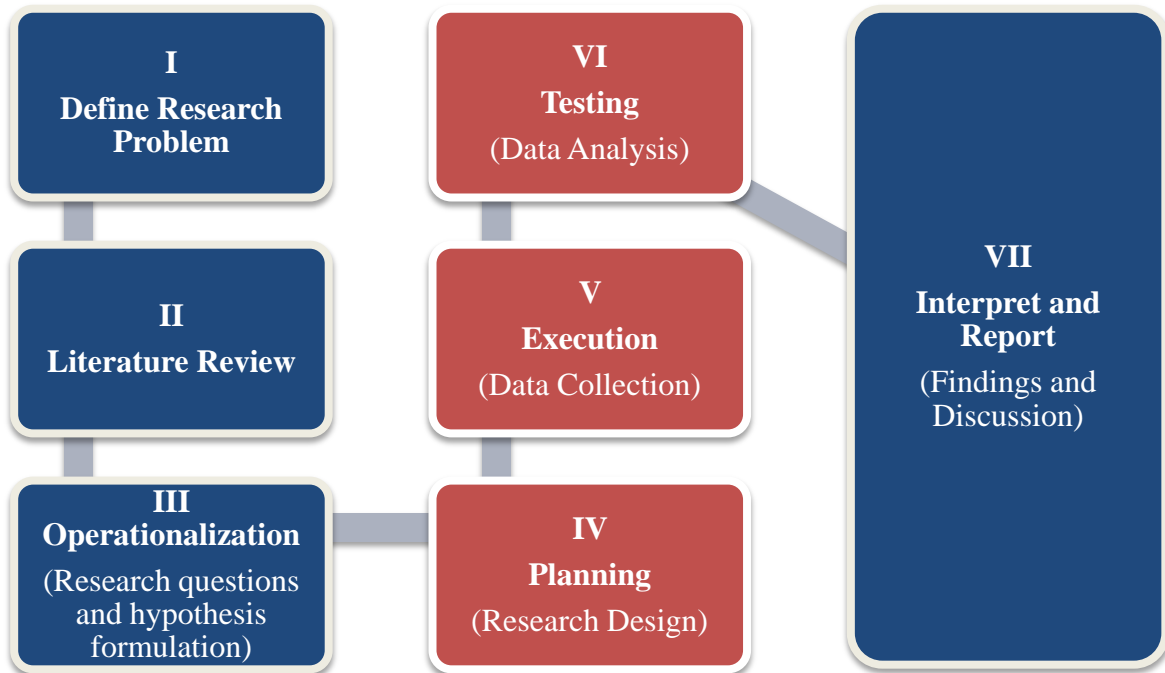 I
Define Research
Problem
II
Literature Review
III
Operationalization
(Research questions
and hypothesis
formulation)
IV
Planning
(Research Design)
V
Execution
(Data Collection)
VI
Testing
(Data Analysis)
VII
Interpret and
Report
(Findings and
Discussion)